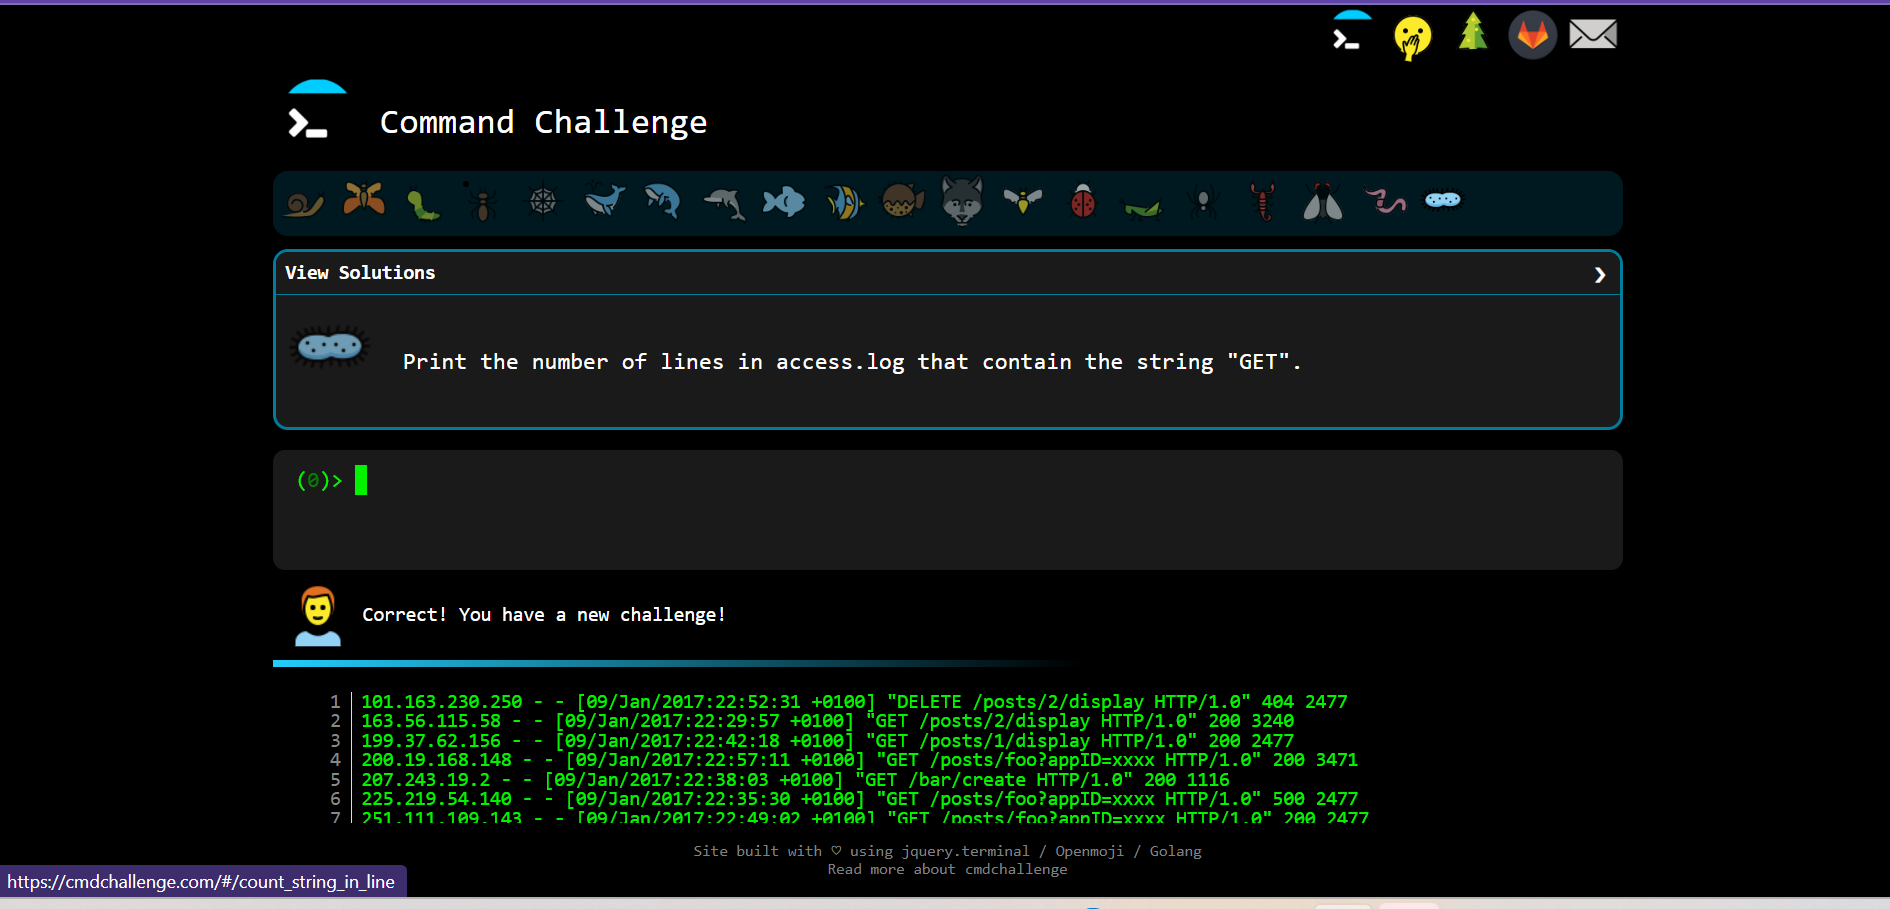 Command Challenge
View Solutions
Print the number of lines in access.log that contain the string "GET".
(0)>
Correct! You have a new challenge!
1 101.163.230.250 - - [09/Jan/2017:22:52:31 +0100] "DELETE /posts/2/display HTTP/1.0" 404 2477
2 163.56.115.58 - - [09/Jan/2017:22:29:57 +0100] "GET /posts/2/display HTTP/1.0" 200 3240
3 199.37.62.156 - - [09/Jan/2017:22:42:18 +0100] "GET /posts/1/display HTTP/1.0" 200 2477
4 200.19.168.148 - - [09/Jan/2017:22:57:11 +0100] "GET /posts/foo?appID=xxxx HTTP/1.0" 200 3471
5 207.243.19.2 - - [09/Jan/2017:22:38:03 +0100] "GET /bar/create HTTP/1.0" 200 1116
6 225.219.54.140 - - [09/Jan/2017:22:35:30 +0100] "GET /posts/foo?appID=xxxx HTTP/1.0" 500 2477
7 251.111.109.143 - - [09/Jan/2017:22:49:02 +0100] "GET /posts/foo?appID=xxxx HTTP/1.0" 200 2477
Site built with ♡ using jquery.terminal / Openmoji / Golang
Read more about cmdchallenge
https://cmdchallenge.com/#/count_string_in_line